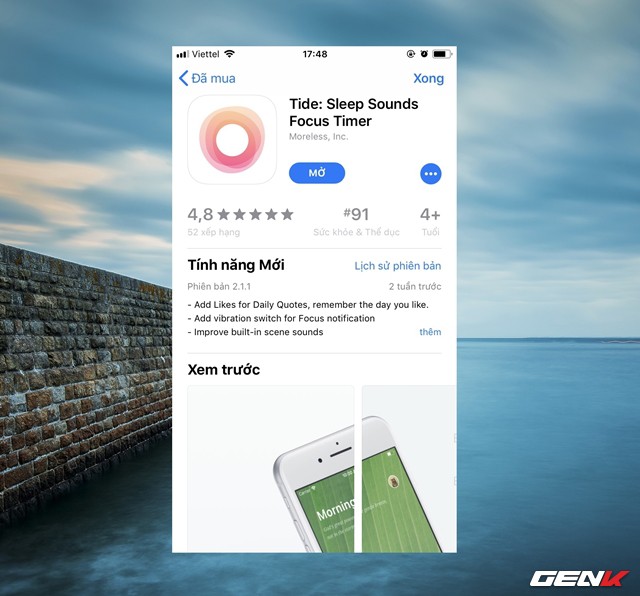 Viettel 17:48
Đã mua Xong
Tide: Sleep Sounds
Focus Timer
Moreless, Inc.
MỞ
4,8 #91 4+
52 xếp hạng Sức khỏe & Thể dục Tuổi
Tính năng Mới Lịch sử phiên bản
Phiên bản 2.1.1 2 tuần trước
- Add Likes for Daily Quotes, remember the day you like.
- Add vibration switch for Focus notification
- Improve built-in scene sounds thêm
Xem trước
Morning
GENK